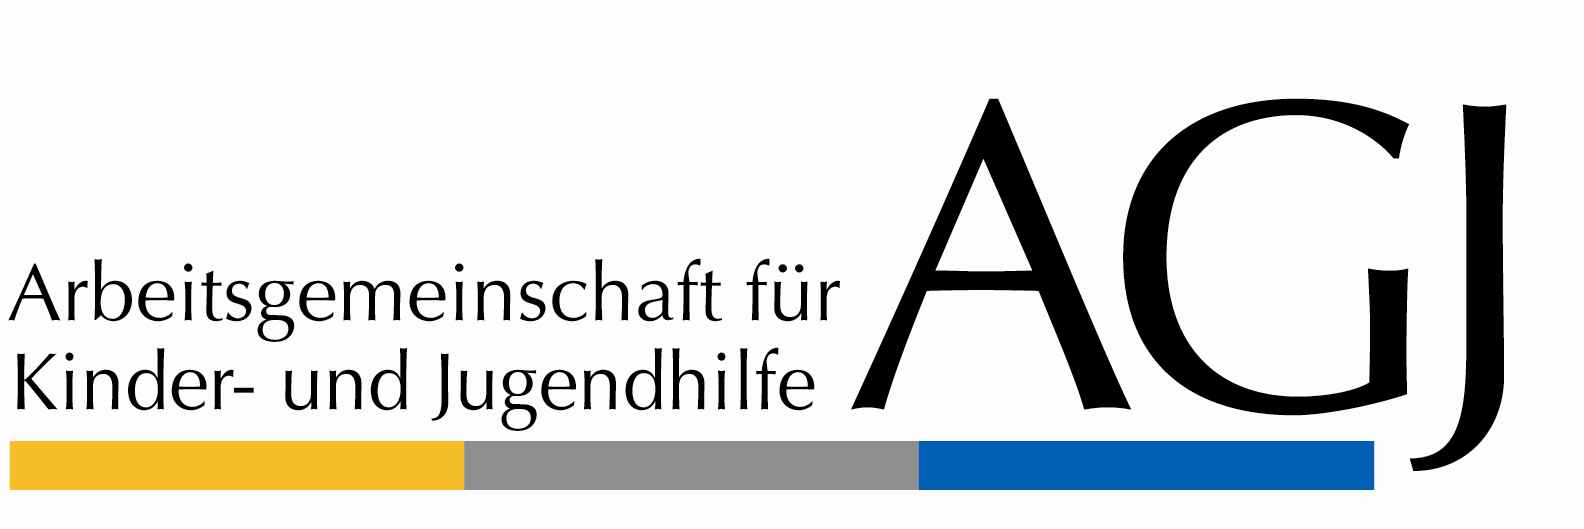 Arbeitsgemeinschaft für
Kinder- und Jugendhilfe
AGJ